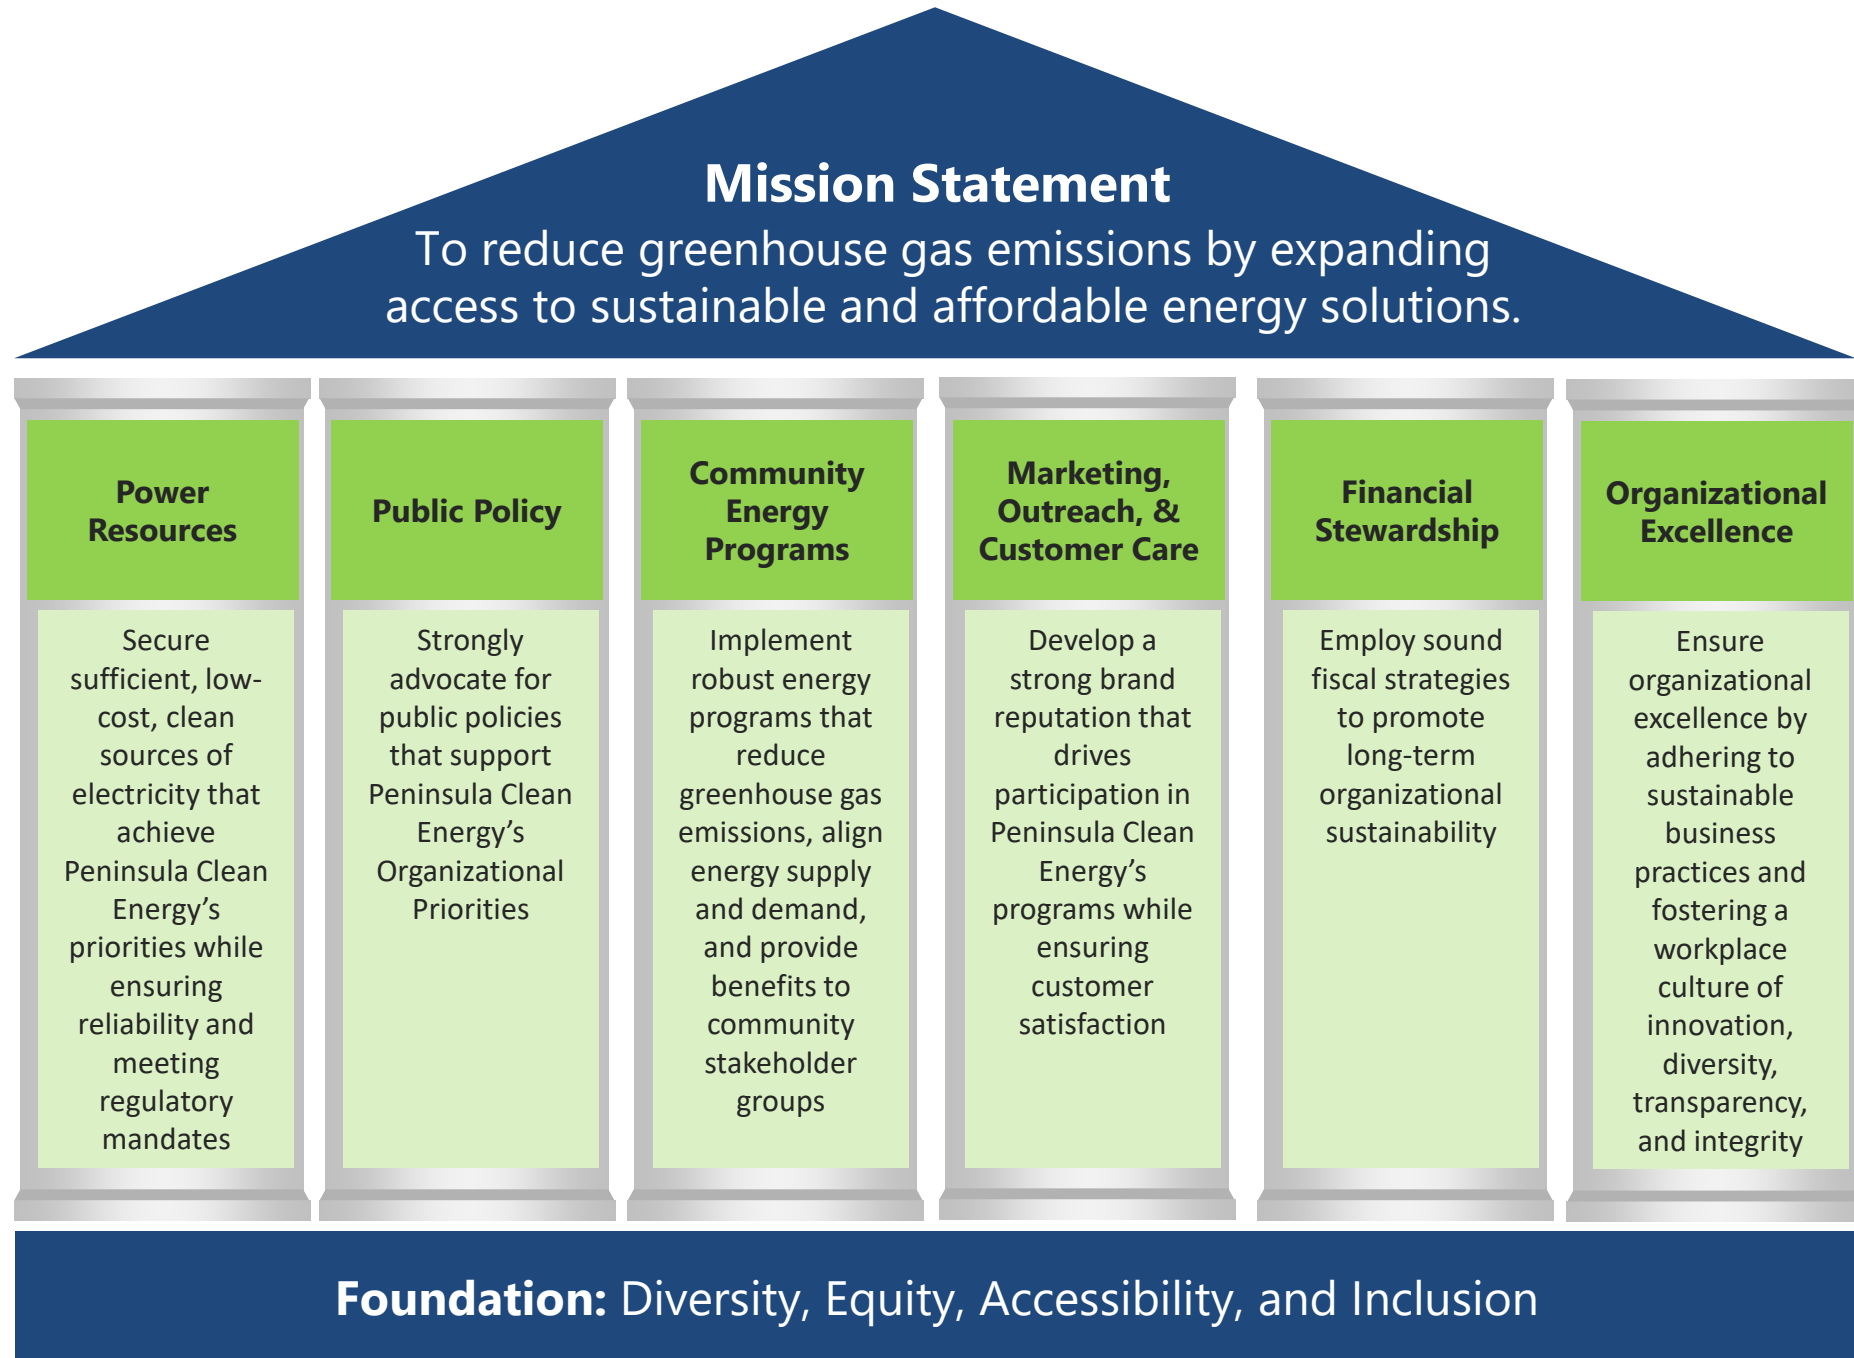 Mission Statement
To reduce greenhouse gas emissions by expanding
access to sustainable and affordable energy solutions.
Power
Resources
Secure
sufficient, low-
cost, clean
sources of
electricity that
achieve
Peninsula Clean
Energy’s
priorities while
ensuring
reliability and
meeting
regulatory
mandates
Public Policy
Strongly
advocate for
public policies
that support
Peninsula Clean
Energy’s
Organizational
Priorities
Community
Energy
Programs
Implement
robust energy
programs that
reduce
greenhouse gas
emissions, align
energy supply
and demand,
and provide
benefits to
community
stakeholder
groups
Marketing,
Outreach, &
Customer Care
Develop a
strong brand
reputation that
drives
participation in
Peninsula Clean
Energy’s
programs while
ensuring
customer
satisfaction
Financial
Stewardship
Employ sound
fiscal strategies
to promote
long-term
organizational
sustainability
Organizational
Excellence
Ensure
organizational
excellence by
adhering to
sustainable
business
practices and
fostering a
workplace
culture of
innovation,
diversity,
transparency,
and integrity
Foundation: Diversity, Equity, Accessibility, and Inclusion